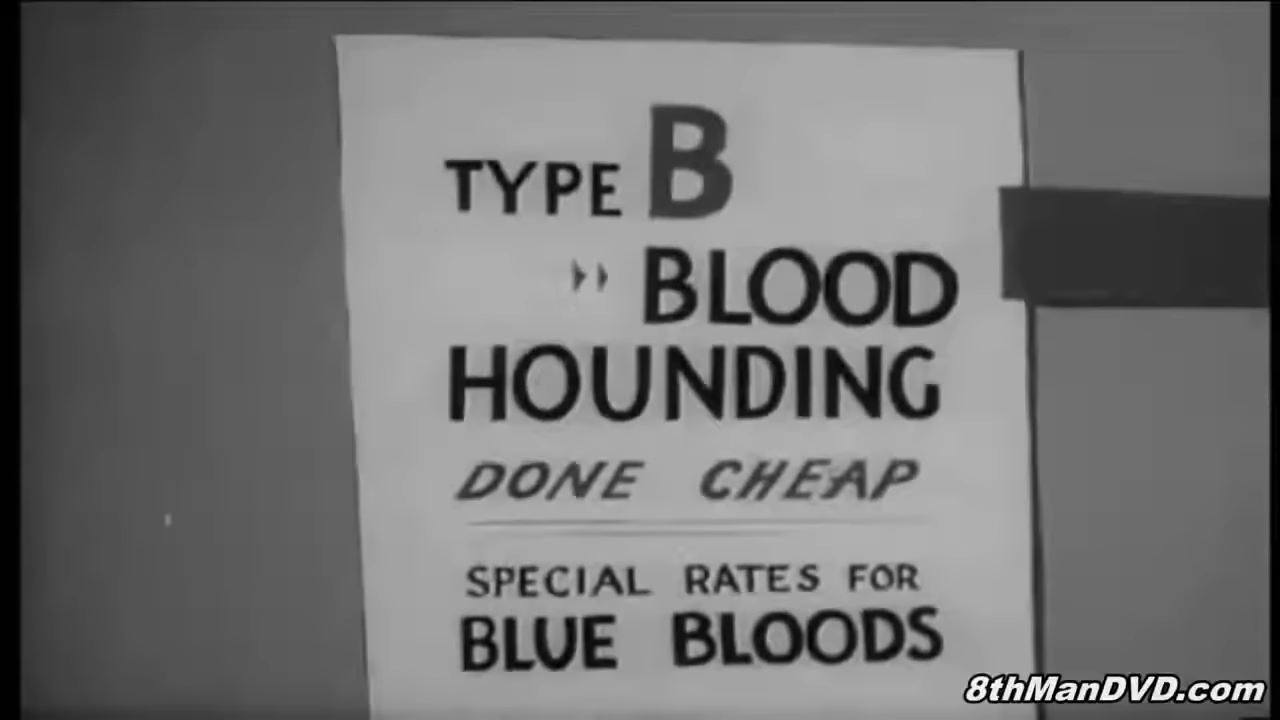 TYPE B
" BLOOD
HOUNDING
DONE CHEAP
SPECIAL RATES FOR
BLUE BLOODS
8thManDVD.com